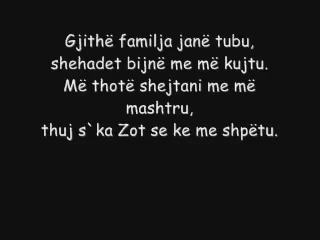 Gjithë familja janë tubu,
shehadet bijnë me më kujtu.
Më thotë shejtani me më
mashtru,
thuj s`ka Zot se ke me shpëtu.